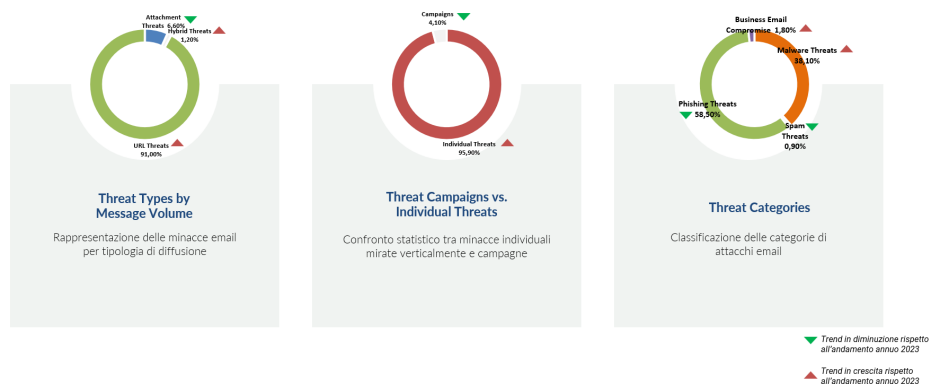 Attachment
Threats 6,60%
Hybrid Threats
1,20%
URL Threats
91,00%
Threat Types by
Message Volume
Rappresentazione delle minacce email
per tipologia di diffusione
Campaigns
4,10%
Individual Threats
95,90%
Threat Campaigns vs.
Individual Threats
Confronto statistico tra minacce individuali
mirate verticalmente e campagne
Business Email
Compromise 1,80%
Malware Threats
38,10%
Phishing Threats
58,50%
Spam
Threats
0,90%
Threat Categories
Classificazione delle categorie di
attacchi email
Trend in diminuzione rispetto
all'andamento annuo 2023
Trend in crescita rispetto
all'andamento annuo 2023